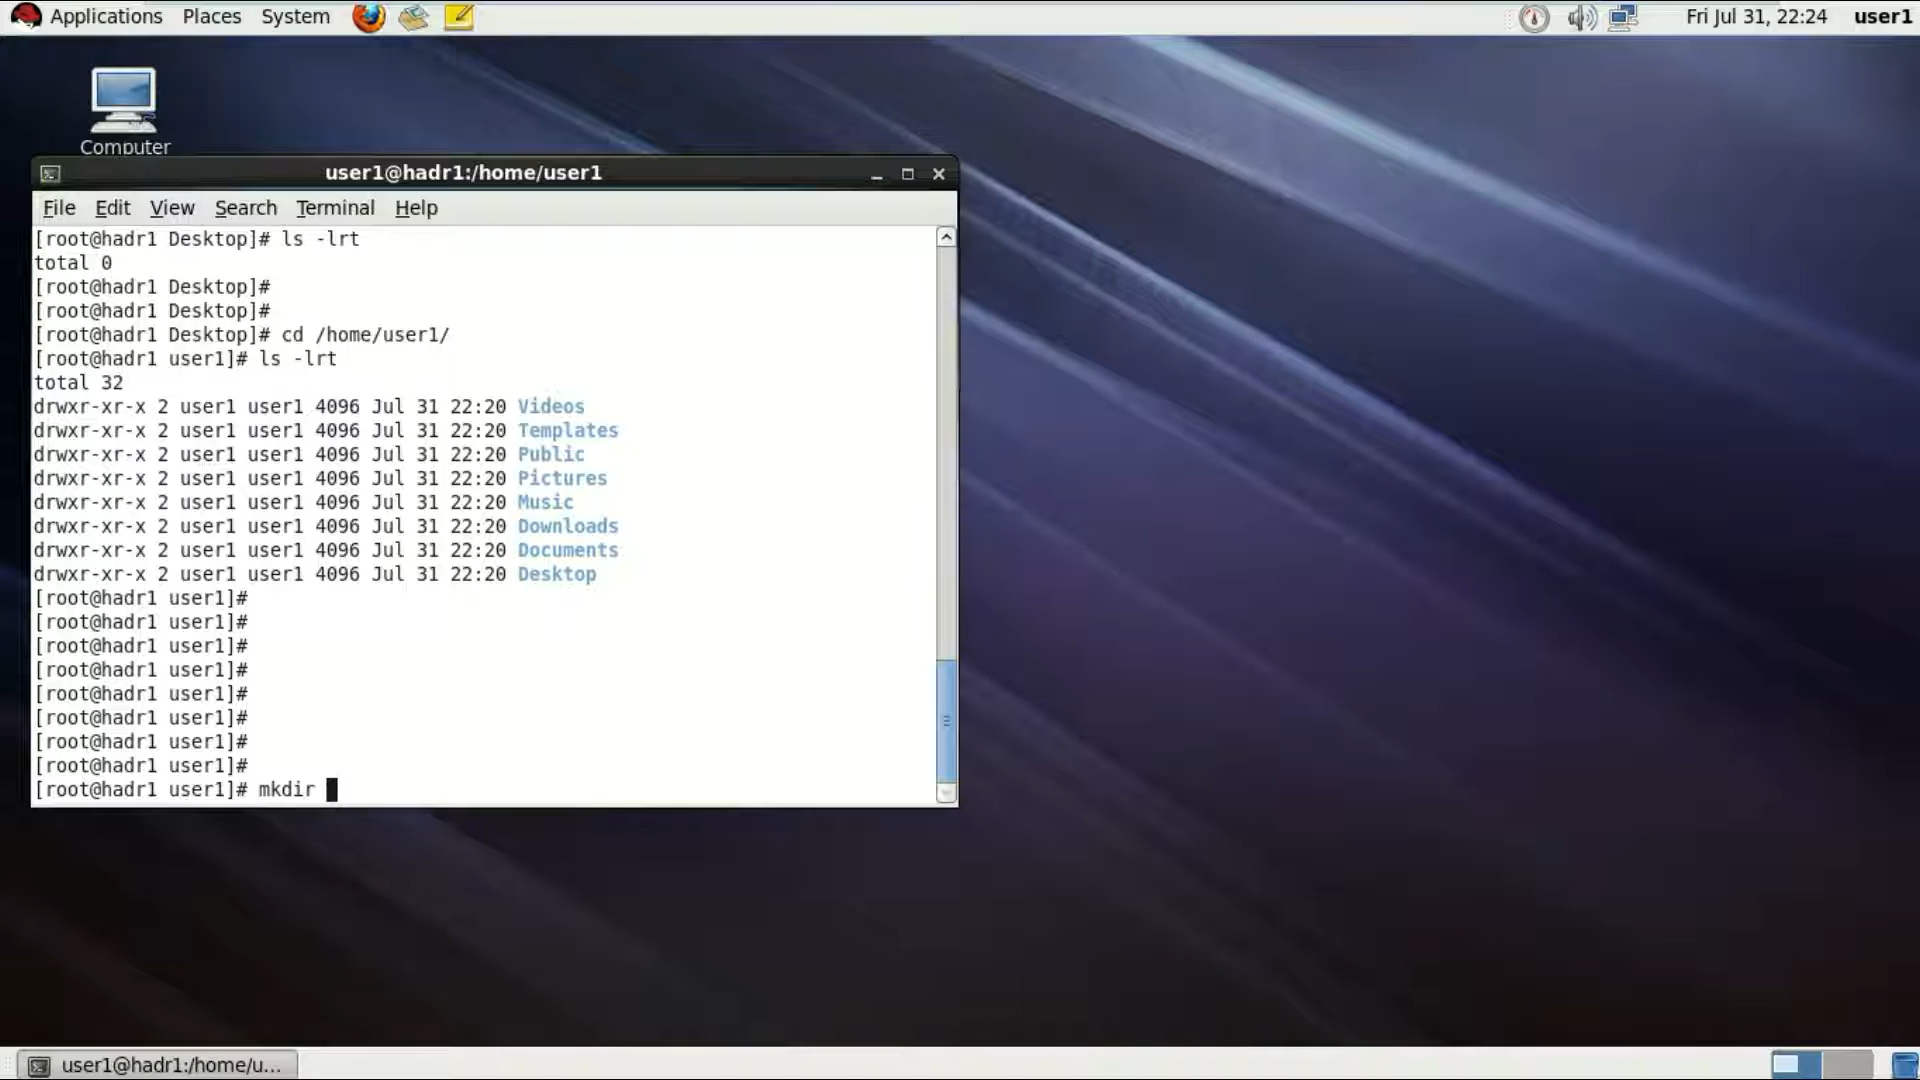 Applications Places System
Fri Jul 31, 22:24 user1
Computer
user1@hadr1:/home/user1
File Edit View Search Terminal Help
[root@hadr1 Desktop]# ls -lrt
total 0
[root@hadr1 Desktop]#
[root@hadr1 Desktop]#
[root@hadr1 Desktop]# cd /home/user1/
[root@hadr1 user1]# ls -lrt
total 32
drwxr-xr-x 2 user1 user1 4096 Jul 31 22:20 Videos
drwxr-xr-x 2 user1 user1 4096 Jul 31 22:20 Templates
drwxr-xr-x 2 user1 user1 4096 Jul 31 22:20 Public
drwxr-xr-x 2 user1 user1 4096 Jul 31 22:20 Pictures
drwxr-xr-x 2 user1 user1 4096 Jul 31 22:20 Music
drwxr-xr-x 2 user1 user1 4096 Jul 31 22:20 Downloads
drwxr-xr-x 2 user1 user1 4096 Jul 31 22:20 Documents
drwxr-xr-x 2 user1 user1 4096 Jul 31 22:20 Desktop
[root@hadr1 user1]#
[root@hadr1 user1]#
[root@hadr1 user1]#
[root@hadr1 user1]#
[root@hadr1 user1]#
[root@hadr1 user1]#
[root@hadr1 user1]#
[root@hadr1 user1]#
[root@hadr1 user1]# mkdir
user1@hadr1:/home/u...